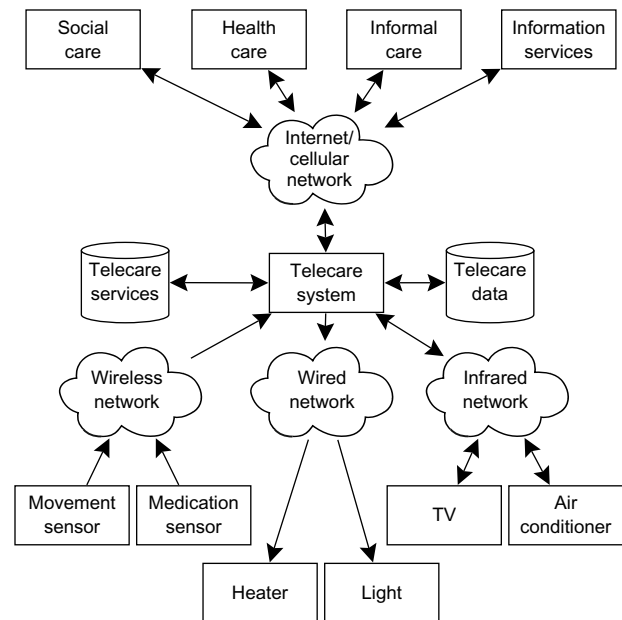 Social
care
Health
care
Informal
care
Information
services
Internet/
cellular
network
Telecare
services
Telecare
system
Telecare
data
Wireless
network
Wired
network
Infrared
network
Movement
sensor
Medication
sensor
TV
Air
conditioner
Heater
Light